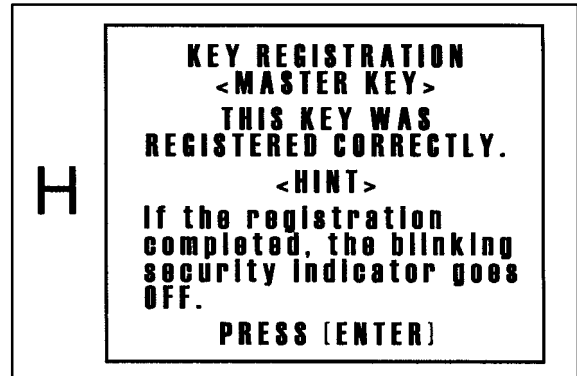 H
KEY REGISTRATION
<MASTER KEY>
THIS KEY WAS
REGISTERED CORRECTLY.
<HINT>
If the registration
completed, the blinking
security indicator goes
OFF.
PRESS [ENTER]